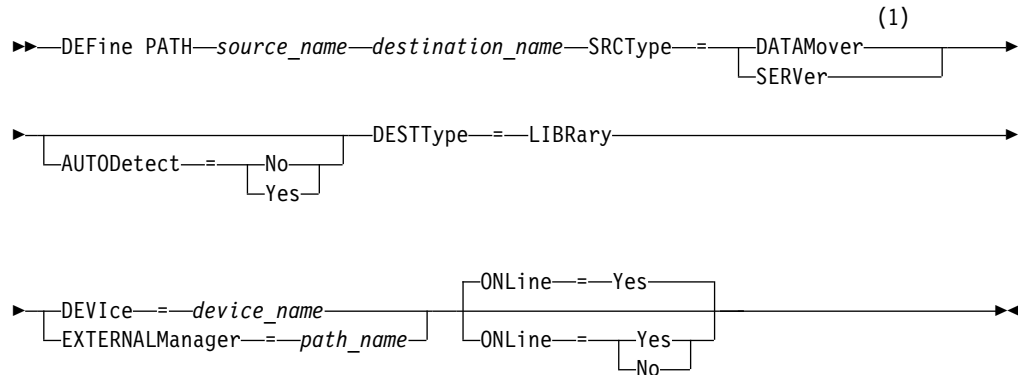 (1)
DEFine PATH source_name destination_name SRCType = DATAMover
SERVer
AUTODetect = No
Yes
DESTType = LIBRary
ONLine = Yes
DEVIce = device_name
EXTERNALManager = path_name
ONLine = Yes
No